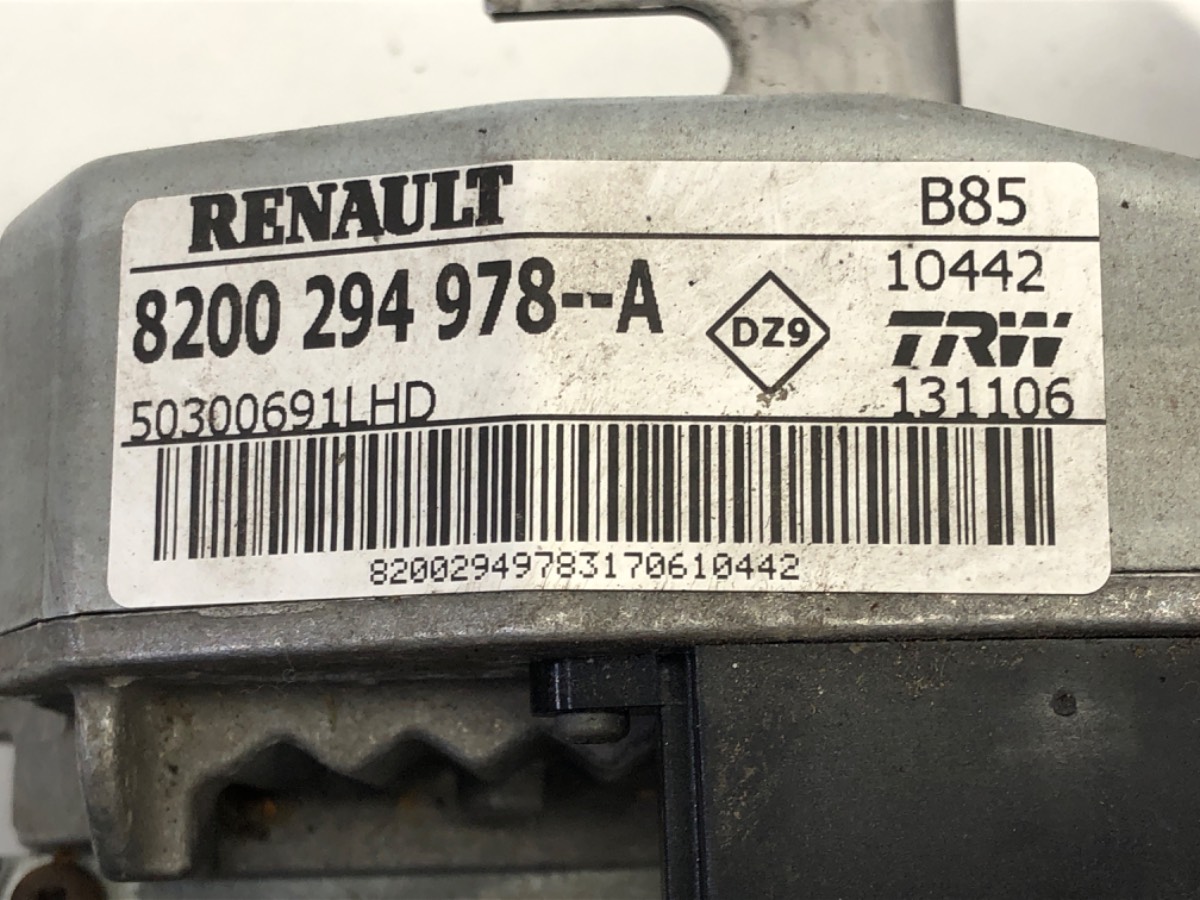 RENAULT
B85
8200 294 978--A
DZ9
10442
TRW
50300691LHD
131106
82002949783170610442